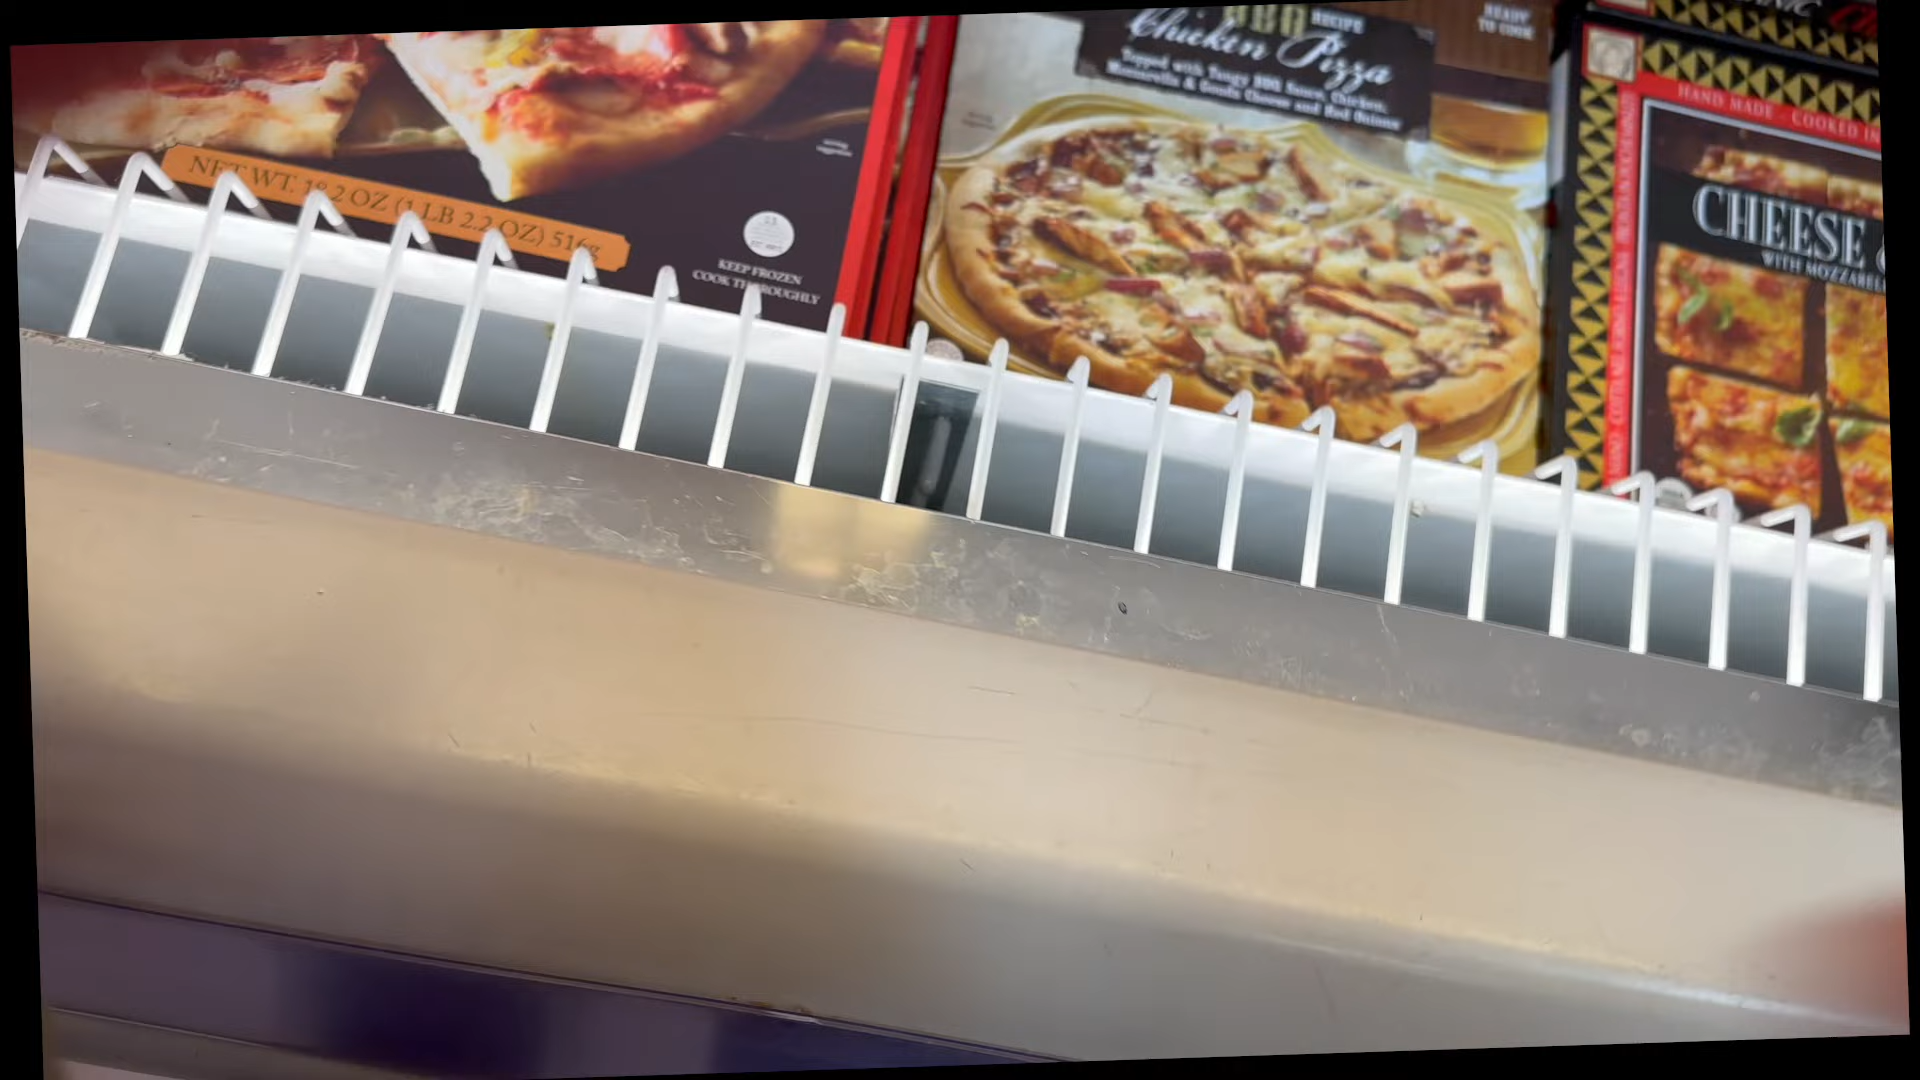 NET WT. 18.2 OZ (1 LB 2.2 OZ) 516g
KEEP FROZEN
COOK THOROUGHLY
BBQ RECIPE
Chicken Pizza
Topped with Tangy BBQ Sauce, Chicken,
Mozzarella & Gouda Cheese and Red Onions
READY
TO COOK
HAND MADE - COOKED IN
CHEESE &
WITH MOZZAREL